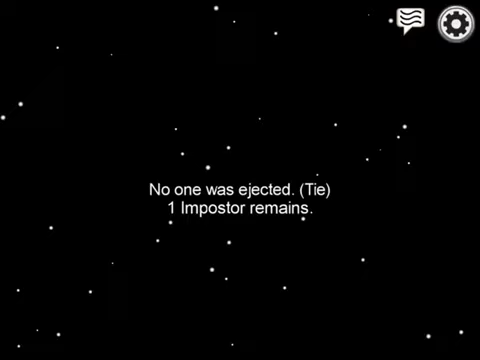 No one was ejected. (Tie)
1 Impostor remains.